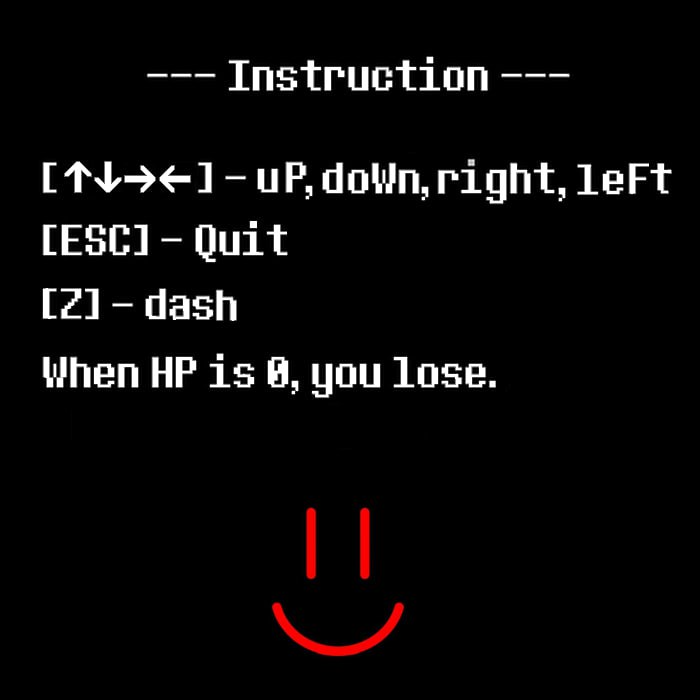 --- Instruction ---
[↑↓→←] - uP, doWn, right, leFt
[ESC] - Quit
[Z] - dash
When HP is 0, you lose.